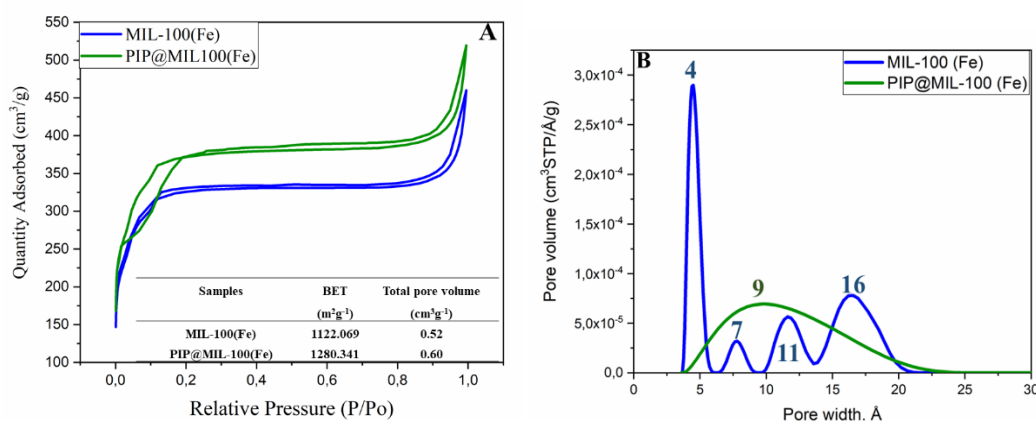 A
MIL-100(Fe)
PIP@MIL100(Fe)
Quantity Adsorbed (cm³/g)
550
500
450
400
350
300
250
200
150
100
Samples BET Total pore volume
(m²g⁻¹) (cm³g⁻¹)
MIL-100(Fe) 1122.069 0.52
PIP@MIL-100(Fe) 1280.341 0.60
0,0 0,2 0,4 0,6 0,8 1,0
Relative Pressure (P/Po)
B
MIL-100 (Fe)
PIP@MIL-100 (Fe)
Pore volume (cm³STP/Å/g)
3,0x10⁻⁴
2,5x10⁻⁴
2,0x10⁻⁴
1,5x10⁻⁴
1,0x10⁻⁴
5,0x10⁻⁵
0,0
4
7
9
11
16
0 5 10 15 20 25 30
Pore width. Å